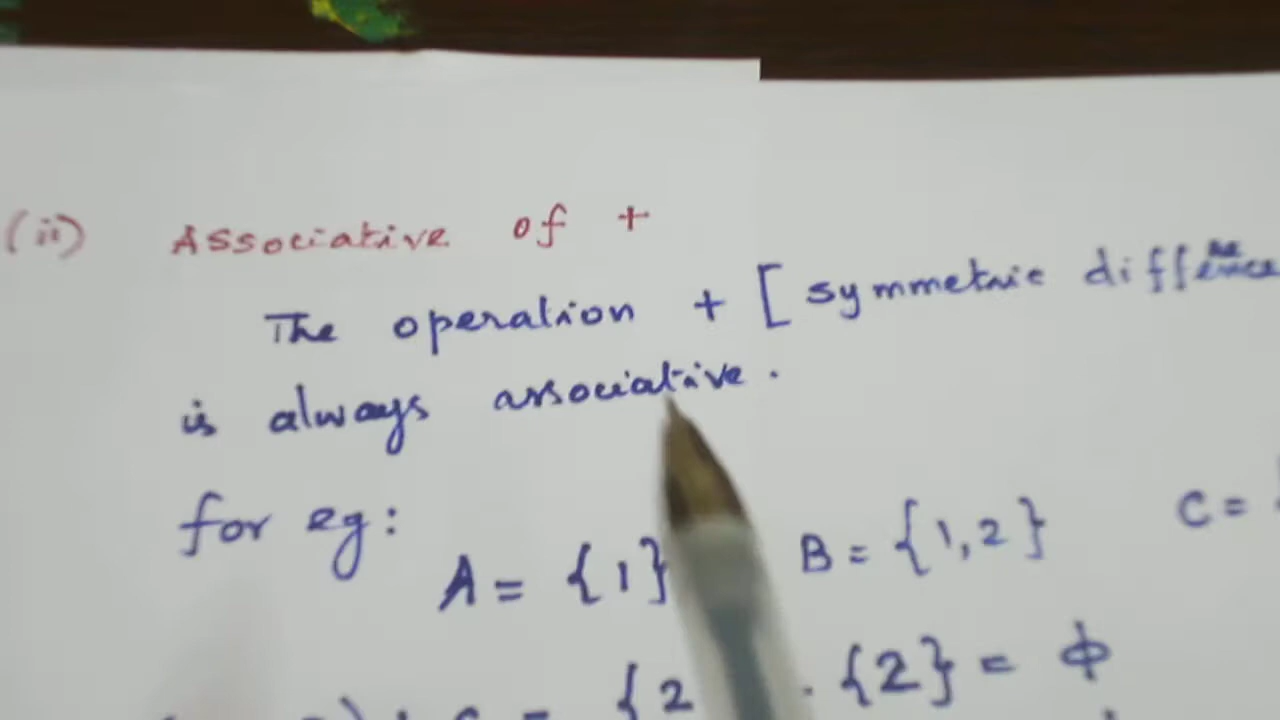 (ii) Associative of +
The operation + [symmetric difference
is always associative.
for eg:
A = {1} B = {1,2} C =
{2 {2} = φ